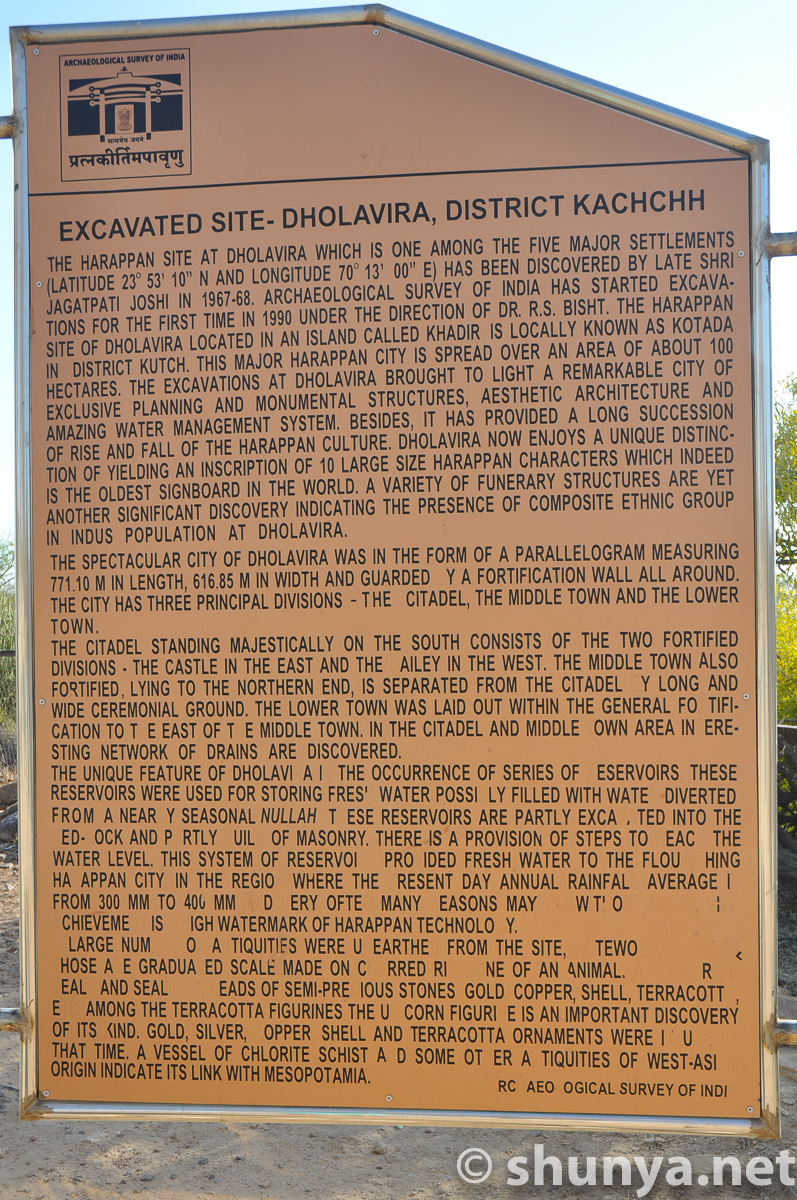 ARCHAEOLOGICAL SURVEY OF INDIA
सत्यमेव जयते
प्रत्नकीर्तिमपावृणु
EXCAVATED SITE- DHOLAVIRA, DISTRICT KACHCHH
THE HARAPPAN SITE AT DHOLAVIRA WHICH IS ONE AMONG THE FIVE MAJOR SETTLEMENTS
(LATITUDE 23° 53' 10" N AND LONGITUDE 70° 13' 00" E) HAS BEEN DISCOVERED BY LATE SHRI
JAGATPATI JOSHI IN 1967-68. ARCHAEOLOGICAL SURVEY OF INDIA HAS STARTED EXCAVA-
TIONS FOR THE FIRST TIME IN 1990 UNDER THE DIRECTION OF DR. R.S. BISHT. THE HARAPPAN
SITE OF DHOLAVIRA LOCATED IN AN ISLAND CALLED KHADIR IS LOCALLY KNOWN AS KOTADA
IN DISTRICT KUTCH. THIS MAJOR HARAPPAN CITY IS SPREAD OVER AN AREA OF ABOUT 100
HECTARES. THE EXCAVATIONS AT DHOLAVIRA BROUGHT TO LIGHT A REMARKABLE CITY OF
EXCLUSIVE PLANNING AND MONUMENTAL STRUCTURES, AESTHETIC ARCHITECTURE AND
AMAZING WATER MANAGEMENT SYSTEM. BESIDES, IT HAS PROVIDED A LONG SUCCESSION
OF RISE AND FALL OF THE HARAPPAN CULTURE. DHOLAVIRA NOW ENJOYS A UNIQUE DISTINC-
TION OF YIELDING AN INSCRIPTION OF 10 LARGE SIZE HARAPPAN CHARACTERS WHICH INDEED
IS THE OLDEST SIGNBOARD IN THE WORLD. A VARIETY OF FUNERARY STRUCTURES ARE YET
ANOTHER SIGNIFICANT DISCOVERY INDICATING THE PRESENCE OF COMPOSITE ETHNIC GROUP
IN INDUS POPULATION AT DHOLAVIRA.
THE SPECTACULAR CITY OF DHOLAVIRA WAS IN THE FORM OF A PARALLELOGRAM MEASURING
771.10 M IN LENGTH, 616.85 M IN WIDTH AND GUARDED Y A FORTIFICATION WALL ALL AROUND.
THE CITY HAS THREE PRINCIPAL DIVISIONS - THE CITADEL, THE MIDDLE TOWN AND THE LOWER
TOWN.
THE CITADEL STANDING MAJESTICALLY ON THE SOUTH CONSISTS OF THE TWO FORTIFIED
DIVISIONS - THE CASTLE IN THE EAST AND THE AILEY IN THE WEST. THE MIDDLE TOWN ALSO
FORTIFIED, LYING TO THE NORTHERN END, IS SEPARATED FROM THE CITADEL Y LONG AND
WIDE CEREMONIAL GROUND. THE LOWER TOWN WAS LAID OUT WITHIN THE GENERAL FO TIFI-
CATION TO T E EAST OF T E MIDDLE TOWN. IN THE CITADEL AND MIDDLE OWN AREA IN ERE-
STING NETWORK OF DRAINS ARE DISCOVERED.
THE UNIQUE FEATURE OF DHOLAVI A I THE OCCURRENCE OF SERIES OF ESERVOIRS THESE
RESERVOIRS WERE USED FOR STORING FRES' WATER POSSI LY FILLED WITH WATE DIVERTED
FROM A NEAR Y SEASONAL NULLAH T ESE RESERVOIRS ARE PARTLY EXCA . TED INTO THE
ED- OCK AND P RTLY UIL OF MASONRY. THERE IS A PROVISION OF STEPS TO EAC THE
WATER LEVEL. THIS SYSTEM OF RESERVOI PRO IDED FRESH WATER TO THE FLOU HING
HA APPAN CITY IN THE REGIO WHERE THE RESENT DAY ANNUAL RAINFAL AVERAGE I
FROM 300 MM TO 400 MM D ERY OFTE MANY EASONS MAY W T' O
CHIEVEME IS IGH WATERMARK OF HARAPPAN TECHNOLO Y.
LARGE NUM O A TIQUITIES WERE U EARTHE FROM THE SITE, TEWO
HOSE A E GRADUA ED SCALE MADE ON C RRED RI NE OF AN ANIMAL. R
EAL AND SEAL EADS OF SEMI-PRE IOUS STONES GOLD COPPER, SHELL, TERRACOTT ,
E AMONG THE TERRACOTTA FIGURINES THE U CORN FIGURI E IS AN IMPORTANT DISCOVERY
OF ITS KIND. GOLD, SILVER, OPPER SHELL AND TERRACOTTA ORNAMENTS WERE I U
THAT TIME. A VESSEL OF CHLORITE SCHIST A D SOME OT ER A TIQUITIES OF WEST-ASI
ORIGIN INDICATE ITS LINK WITH MESOPOTAMIA.
RC AEO OGICAL SURVEY OF INDI
© shunya.net